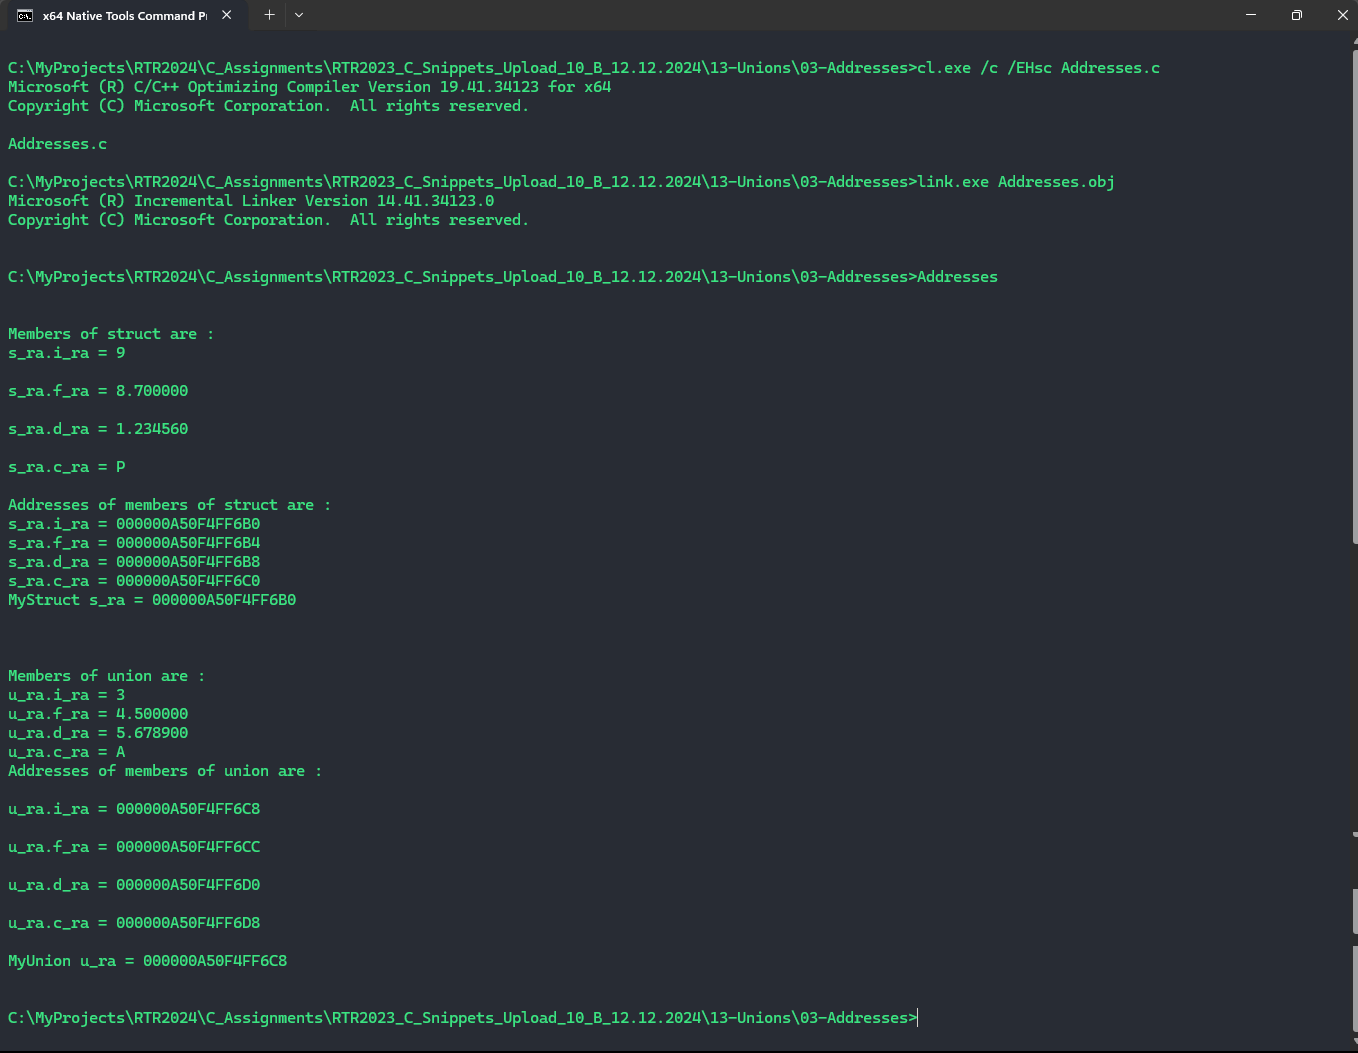 x64 Native Tools Command P
C:\MyProjects\RTR2024\C_Assignments\RTR2023_C_Snippets_Upload_10_B_12.12.2024\13-Unions\03-Addresses>cl.exe /c /EHsc Addresses.c
Microsoft (R) C/C++ Optimizing Compiler Version 19.41.34123 for x64
Copyright (C) Microsoft Corporation.  All rights reserved.
Addresses.c
C:\MyProjects\RTR2024\C_Assignments\RTR2023_C_Snippets_Upload_10_B_12.12.2024\13-Unions\03-Addresses>link.exe Addresses.obj
Microsoft (R) Incremental Linker Version 14.41.34123.0
Copyright (C) Microsoft Corporation.  All rights reserved.
C:\MyProjects\RTR2024\C_Assignments\RTR2023_C_Snippets_Upload_10_B_12.12.2024\13-Unions\03-Addresses>Addresses
Members of struct are :
s_ra.i_ra = 9
s_ra.f_ra = 8.700000
s_ra.d_ra = 1.234560
s_ra.c_ra = P
Addresses of members of struct are :
s_ra.i_ra = 000000A50F4FF6B0
s_ra.f_ra = 000000A50F4FF6B4
s_ra.d_ra = 000000A50F4FF6B8
s_ra.c_ra = 000000A50F4FF6C0
MyStruct s_ra = 000000A50F4FF6B0
Members of union are :
u_ra.i_ra = 3
u_ra.f_ra = 4.500000
u_ra.d_ra = 5.678900
u_ra.c_ra = A
Addresses of members of union are :
u_ra.i_ra = 000000A50F4FF6C8
u_ra.f_ra = 000000A50F4FF6CC
u_ra.d_ra = 000000A50F4FF6D0
u_ra.c_ra = 000000A50F4FF6D8
MyUnion u_ra = 000000A50F4FF6C8
C:\MyProjects\RTR2024\C_Assignments\RTR2023_C_Snippets_Upload_10_B_12.12.2024\13-Unions\03-Addresses>